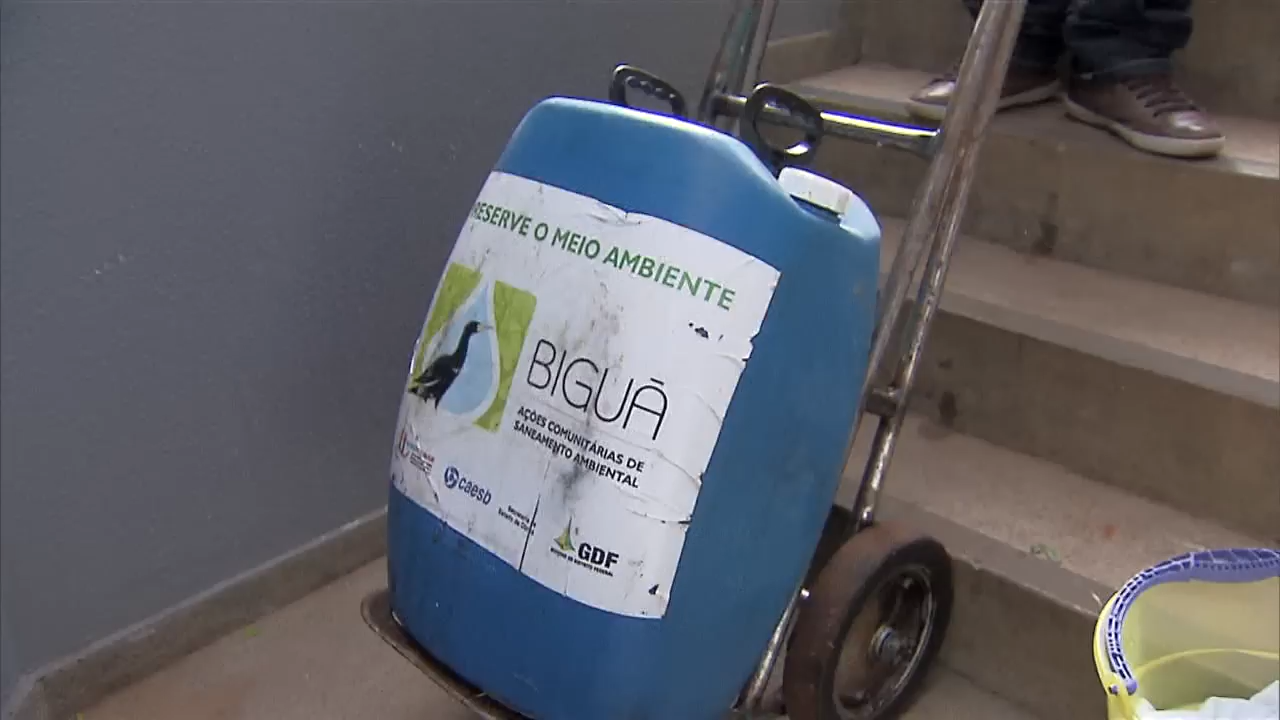 RESERVE O MEIO AMBIENTE
BIGUÁ
AÇÕES COMUNITÁRIAS DE
SANEAMENTO AMBIENTAL
caesb
GDF